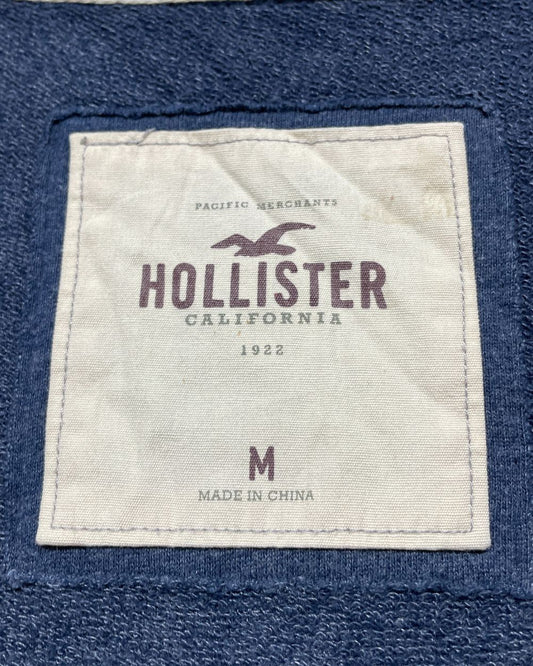 PACIFIC MERCHANTS
HOLLISTER
CALIFORNIA
1922
M
MADE IN CHINA